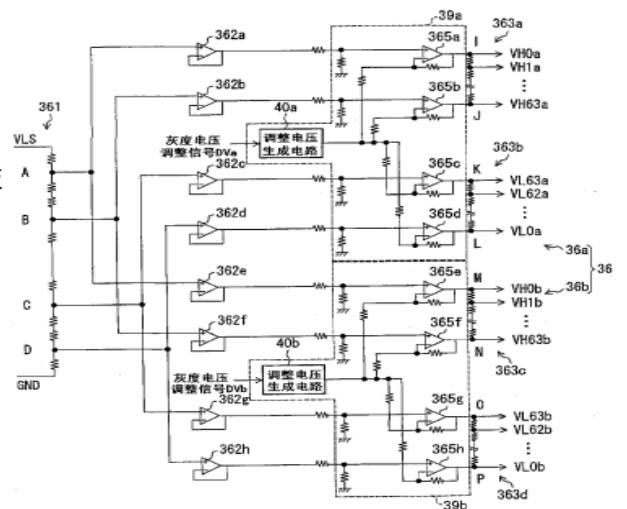 39a
362a
365a
I
363a
VH0a
VH1a
362b
365b
361
40a
J
VH63a
VLS
灰度电压
调整信号DVa
调整电压
生成电路
K
363b
A
362c
365c
VL63a
VL62a
B
362d
365d
VL0a
L
36a
36
36b
362e
365e
M
VH0b
VH1b
C
362f
365f
D
40b
VH63b
N
363c
GND
灰度电压
调整信号DVb
调整电压
生成电路
O
362g
365g
VL63b
VL62b
362h
365h
VL0b
P
363d
39b